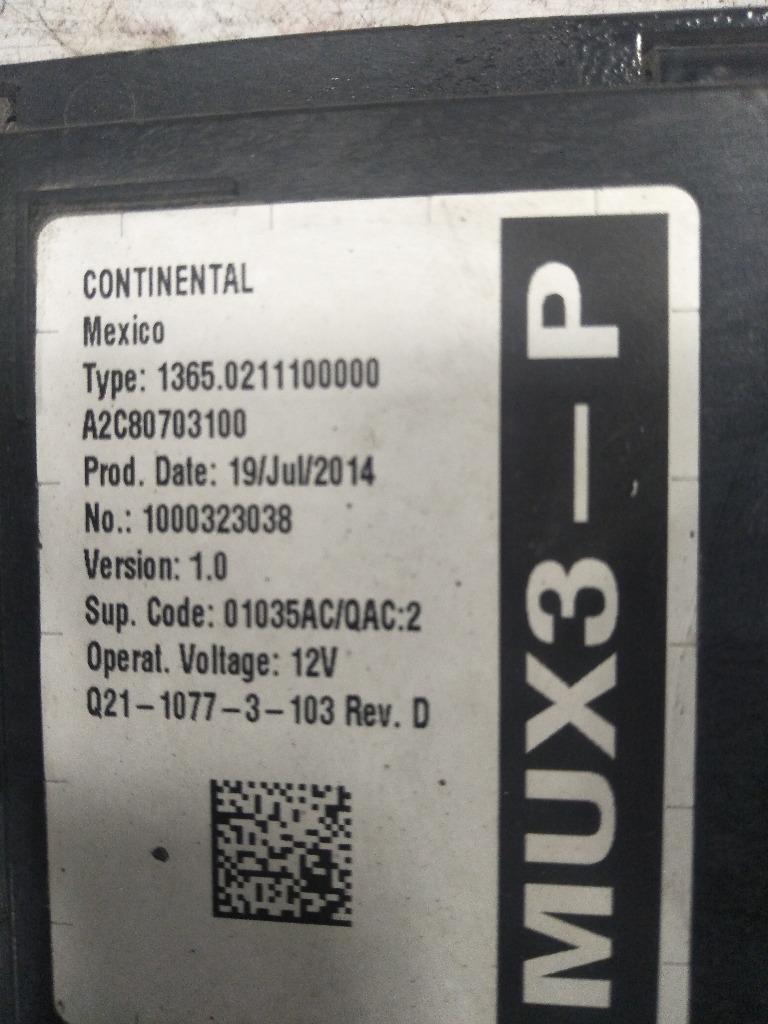 CONTINENTAL
Mexico
Type: 1365.0211100000
A2C80703100
Prod. Date: 19/Jul/2014
No.: 1000323038
Version: 1.0
Sup. Code: 01035AC/QAC:2
Operat. Voltage: 12V
Q21-1077-3-103 Rev. D
MUX3-P